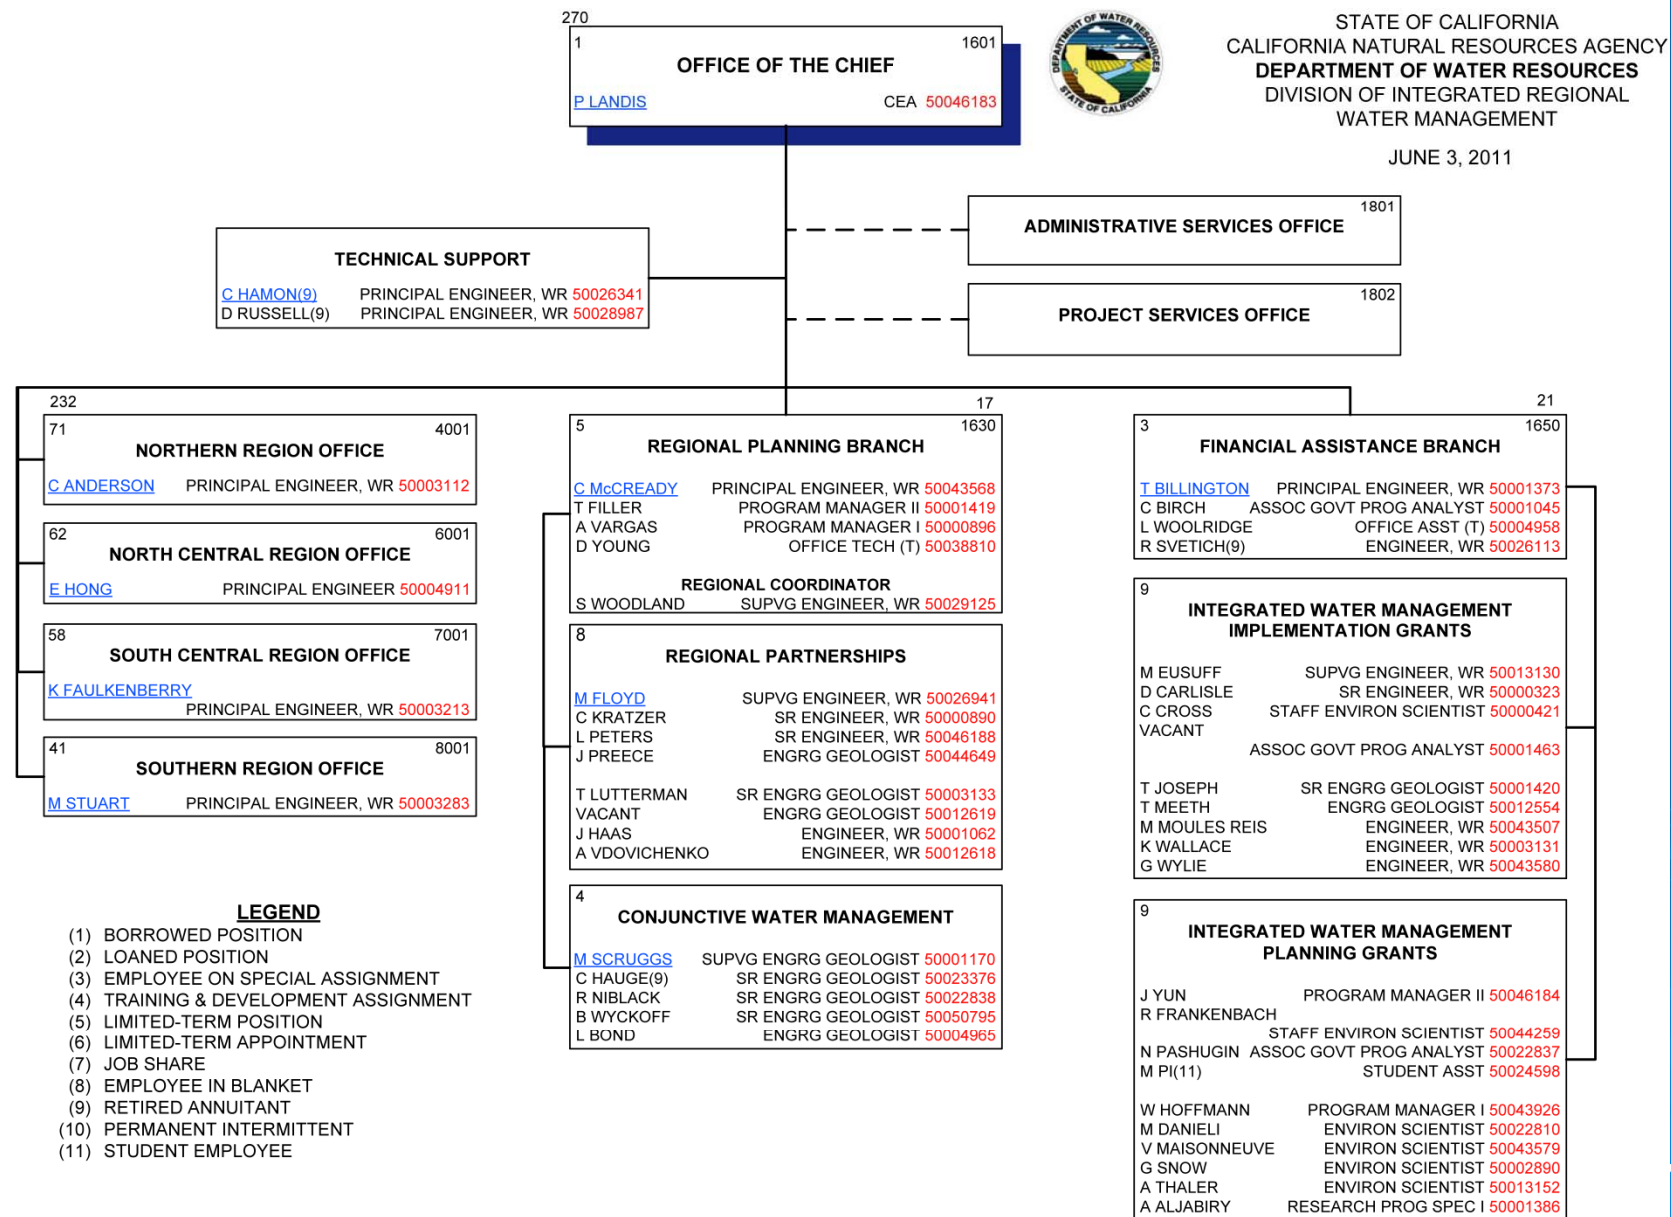 270
1 1601
OFFICE OF THE CHIEF
P LANDIS CEA 50046183
DEPARTMENT OF WATER RESOURCES
STATE OF CALIFORNIA
STATE OF CALIFORNIA
CALIFORNIA NATURAL RESOURCES AGENCY
DEPARTMENT OF WATER RESOURCES
DIVISION OF INTEGRATED REGIONAL
WATER MANAGEMENT
JUNE 3, 2011
1801
ADMINISTRATIVE SERVICES OFFICE
1802
PROJECT SERVICES OFFICE
TECHNICAL SUPPORT
C HAMON(9) PRINCIPAL ENGINEER, WR 50026341
D RUSSELL(9) PRINCIPAL ENGINEER, WR 50028987
232
71 4001
NORTHERN REGION OFFICE
C ANDERSON PRINCIPAL ENGINEER, WR 50003112
62 6001
NORTH CENTRAL REGION OFFICE
E HONG PRINCIPAL ENGINEER 50004911
58 7001
SOUTH CENTRAL REGION OFFICE
K FAULKENBERRY
PRINCIPAL ENGINEER, WR 50003213
41 8001
SOUTHERN REGION OFFICE
M STUART PRINCIPAL ENGINEER, WR 50003283
17
5 1630
REGIONAL PLANNING BRANCH
C McCREADY PRINCIPAL ENGINEER, WR 50043568
T FILLER PROGRAM MANAGER II 50001419
A VARGAS PROGRAM MANAGER I 50000896
D YOUNG OFFICE TECH (T) 50038810
REGIONAL COORDINATOR
S WOODLAND SUPVG ENGINEER, WR 50029125
8
REGIONAL PARTNERSHIPS
M FLOYD SUPVG ENGINEER, WR 50026941
C KRATZER SR ENGINEER, WR 50000890
L PETERS SR ENGINEER, WR 50046188
J PREECE ENGRG GEOLOGIST 50044649
T LUTTERMAN SR ENGRG GEOLOGIST 50003133
VACANT ENGRG GEOLOGIST 50012619
J HAAS ENGINEER, WR 50001062
A VDOVICHENKO ENGINEER, WR 50012618
4
CONJUNCTIVE WATER MANAGEMENT
M SCRUGGS SUPVG ENGRG GEOLOGIST 50001170
C HAUGE(9) SR ENGRG GEOLOGIST 50023376
R NIBLACK SR ENGRG GEOLOGIST 50022838
B WYCKOFF SR ENGRG GEOLOGIST 50050795
L BOND ENGRG GEOLOGIST 50004965
21
3 1650
FINANCIAL ASSISTANCE BRANCH
T BILLINGTON PRINCIPAL ENGINEER, WR 50001373
C BIRCH ASSOC GOVT PROG ANALYST 50001045
L WOOLRIDGE OFFICE ASST (T) 50004958
R SVETICH(9) ENGINEER, WR 50026113
9
INTEGRATED WATER MANAGEMENT
IMPLEMENTATION GRANTS
M EUSUFF SUPVG ENGINEER, WR 50013130
D CARLISLE SR ENGINEER, WR 50000323
C CROSS STAFF ENVIRON SCIENTIST 50000421
VACANT
ASSOC GOVT PROG ANALYST 50001463
T JOSEPH SR ENGRG GEOLOGIST 50001420
T MEETH ENGRG GEOLOGIST 50012554
M MOULES REIS ENGINEER, WR 50043507
K WALLACE ENGINEER, WR 50003131
G WYLIE ENGINEER, WR 50043580
9
INTEGRATED WATER MANAGEMENT
PLANNING GRANTS
J YUN PROGRAM MANAGER II 50046184
R FRANKENBACH
STAFF ENVIRON SCIENTIST 50044259
N PASHUGIN ASSOC GOVT PROG ANALYST 50022837
M PI(11) STUDENT ASST 50024598
W HOFFMANN PROGRAM MANAGER I 50043926
M DANIELI ENVIRON SCIENTIST 50022810
V MAISONNEUVE ENVIRON SCIENTIST 50043579
G SNOW ENVIRON SCIENTIST 50002890
A THALER ENVIRON SCIENTIST 50013152
A ALJABIRY RESEARCH PROG SPEC I 50001386
LEGEND
(1) BORROWED POSITION
(2) LOANED POSITION
(3) EMPLOYEE ON SPECIAL ASSIGNMENT
(4) TRAINING & DEVELOPMENT ASSIGNMENT
(5) LIMITED-TERM POSITION
(6) LIMITED-TERM APPOINTMENT
(7) JOB SHARE
(8) EMPLOYEE IN BLANKET
(9) RETIRED ANNUITANT
(10) PERMANENT INTERMITTENT
(11) STUDENT EMPLOYEE